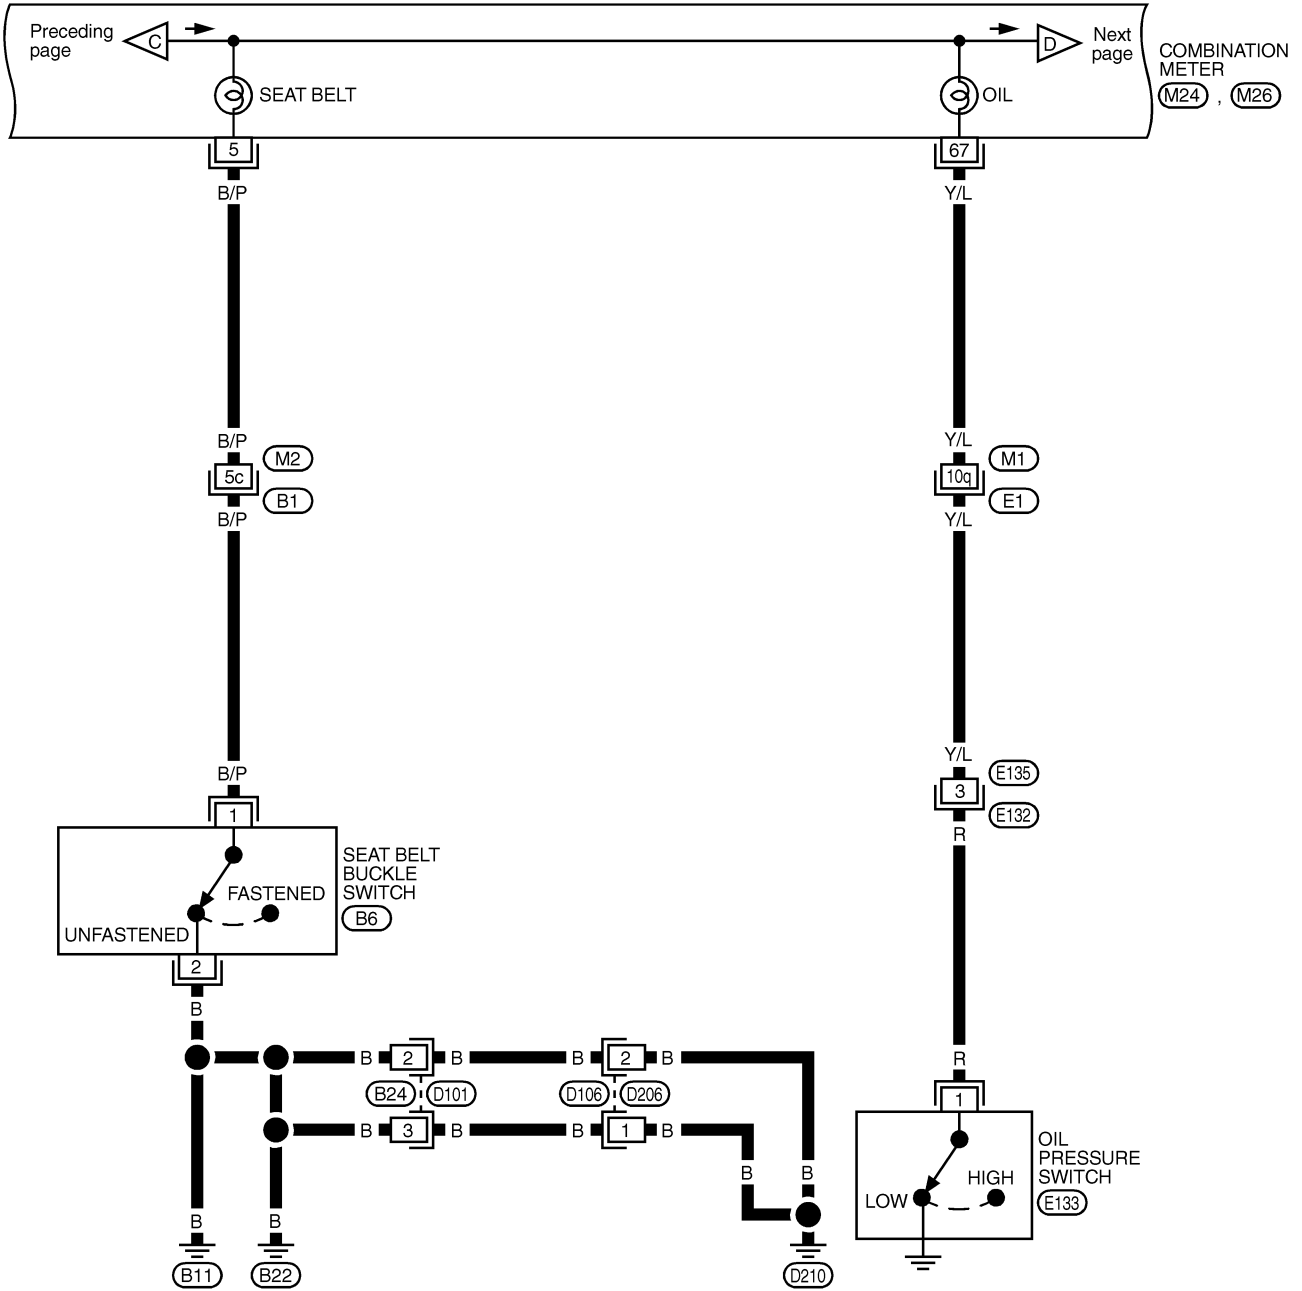 Preceding
page
C
D
Next
page
COMBINATION
METER
M24 , M26
SEAT BELT
OIL
5
67
B/P
Y/L
B/P
Y/L
M2
M1
5c
10q
B1
E1
B/P
Y/L
B/P
Y/L
E135
3
E132
R
1
SEAT BELT
BUCKLE
SWITCH
B6
FASTENED
UNFASTENED
2
B
B 2 B B 2 B
B24 D101 D106 D206
B 3 B B 1 B
B B
R
1
OIL
PRESSURE
SWITCH
E133
HIGH
LOW
B B
B11 B22 D210